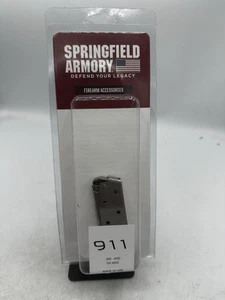 SPRINGFIELD
ARMORY
DEFEND YOUR LEGACY
FIREARM ACCESSORIES
911